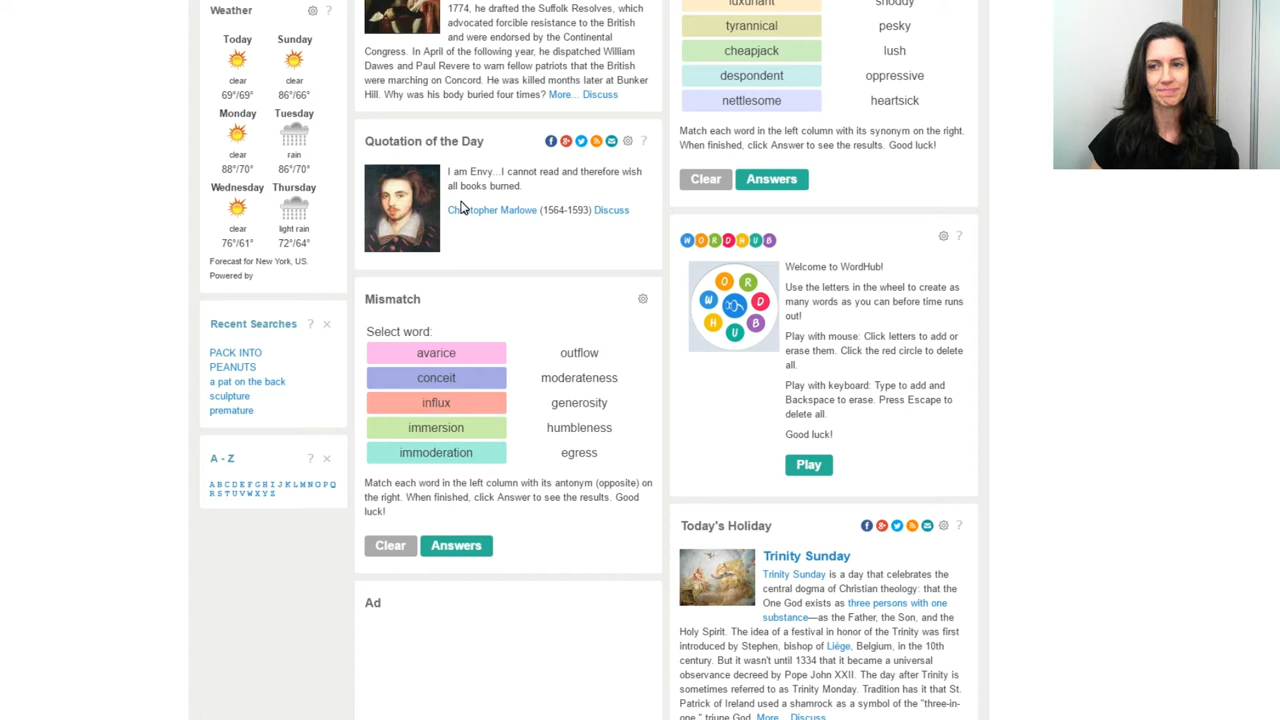 Weather
?
Today
Sunday
clear
clear
69°/69°
86°/66°
Monday
Tuesday
clear
rain
88°/70°
86°/70°
Wednesday
Thursday
clear
light rain
76°/61°
72°/64°
Forecast for New York, US.
Powered by
Recent Searches
? ×
PACK INTO
PEANUTS
a pat on the back
sculpture
premature
A - Z
? ×
A B C D E F G H I J K L M N O P Q
R S T U V W X Y Z
1774, he drafted the Suffolk Resolves, which
advocated forcible resistance to the British
and were endorsed by the Continental
Congress. In April of the following year, he dispatched William
Dawes and Paul Revere to warn fellow patriots that the British
were marching on Concord. He was killed months later at Bunker
Hill. Why was his body buried four times? More... Discuss
Quotation of the Day
?
I am Envy...I cannot read and therefore wish
all books burned.
Christopher Marlowe (1564-1593) Discuss
Mismatch
Select word:
avarice outflow
conceit moderateness
influx generosity
immersion humbleness
immoderation egress
Match each word in the left column with its antonym (opposite) on
the right. When finished, click Answer to see the results. Good
luck!
Clear Answers
Ad
luxuriant shoddy
tyrannical pesky
cheapjack lush
despondent oppressive
nettlesome heartsick
Match each word in the left column with its synonym on the right.
When finished, click Answer to see the results. Good luck!
Clear Answers
WORDHUB
?
O R
W D
H B
U
Welcome to WordHub!
Use the letters in the wheel to create as
many words as you can before time runs
out!
Play with mouse: Click letters to add or
erase them. Click the red circle to delete
all.
Play with keyboard: Type to add and
Backspace to erase. Press Escape to
delete all.
Good luck!
Play
Today's Holiday
?
Trinity Sunday
Trinity Sunday is a day that celebrates the
central dogma of Christian theology: that the
One God exists as three persons with one
substance—as the Father, the Son, and the
Holy Spirit. The idea of a festival in honor of the Trinity was first
introduced by Stephen, bishop of Liége, Belgium, in the 10th
century. But it wasn't until 1334 that it became a universal
observance decreed by Pope John XXII. The day after Trinity is
sometimes referred to as Trinity Monday. Tradition has it that St.
Patrick of Ireland used a shamrock as a symbol of the "three-in-
one," triune God. More... Discuss